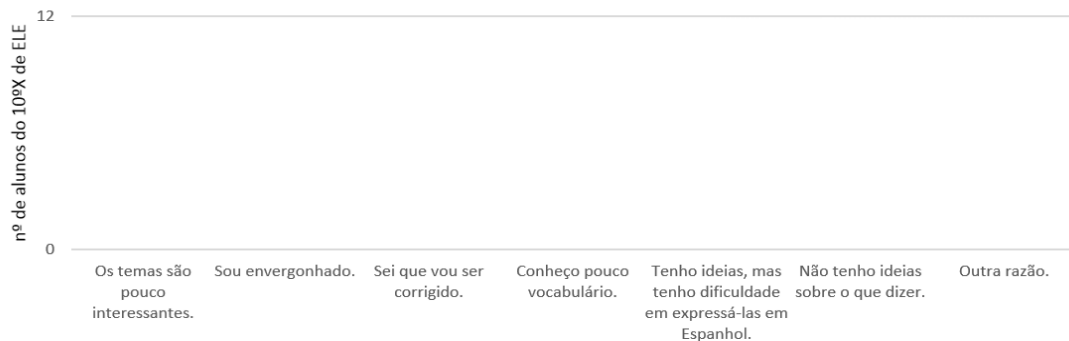 12
nº de alunos do 10ºX de ELE
0
Os temas são
pouco
interessantes.
Sou envergonhado.
Sei que vou ser
corrigido.
Conheço pouco
vocabulário.
Tenho ideias, mas
tenho dificuldade
em expressá-las em
Espanhol.
Não tenho ideias
sobre o que dizer.
Outra razão.